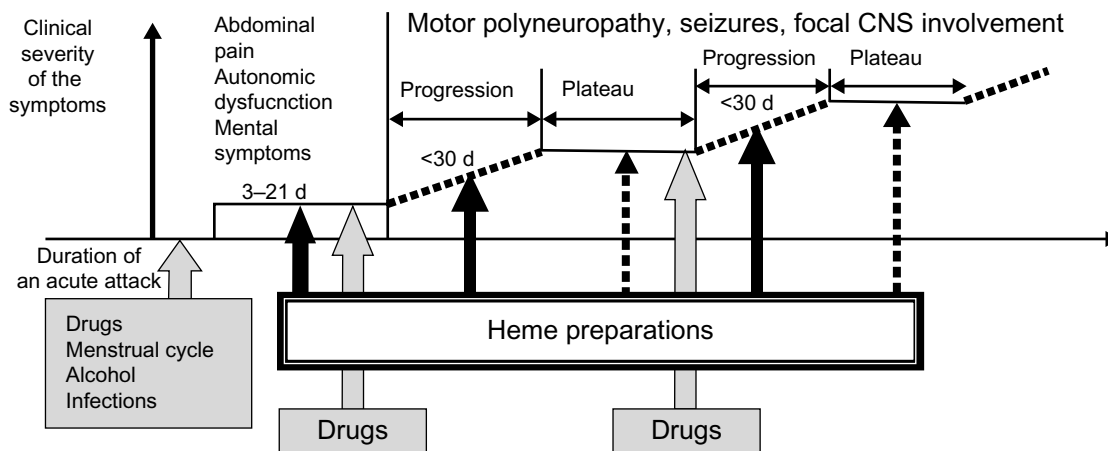 Clinical
severity
of the
symptoms
Abdominal
pain
Autonomic
dysfucnction
Mental
symptoms
Motor polyneuropathy, seizures, focal CNS involvement
Progression
Plateau
Progression
Plateau
<30 d
<30 d
3–21 d
Duration of
an acute attack
Drugs
Menstrual cycle
Alcohol
Infections
Heme preparations
Drugs
Drugs